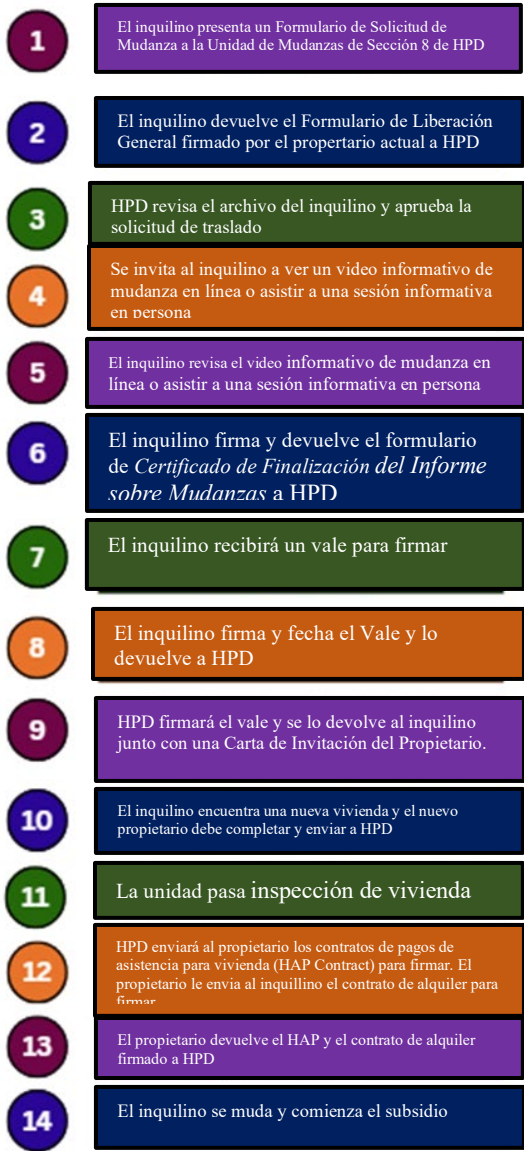 1
El inquilino presenta un Formulario de Solicitud de
Mudanza a la Unidad de Mudanzas de Sección 8 de HPD
2
El inquilino devuelve el Formulario de Liberación
General firmado por el propertario actual a HPD
3
HPD revisa el archivo del inquilino y aprueba la
solicitud de traslado
4
Se invita al inquilino a ver un video informativo de
mudanza en línea o asistir a una sesión informativa
en persona
5
El inquilino revisa el video informativo de mudanza en
línea o asistir a una sesión informativa en persona
6
El inquilino firma y devuelve el formulario
de Certificado de Finalización del Informe
sobre Mudanzas a HPD
7
El inquilino recibirá un vale para firmar
8
El inquilino firma y fecha el Vale y lo
devuelve a HPD
9
HPD firmará el vale y se lo devolve al inquilino
junto con una Carta de Invitación del Propietario.
10
El inquilino encuentra una nueva vivienda y el nuevo
propietario debe completar y enviar a HPD
11
La unidad pasa inspección de vivienda
12
HPD enviará al propietario los contratos de pagos de
asistencia para vivienda (HAP Contract) para firmar. El
propietario le envia al inquillino el contrato de alquiler para
firmar
13
El propietario devuelve el HAP y el contrato de alquiler
firmado a HPD
14
El inquilino se muda y comienza el subsidio